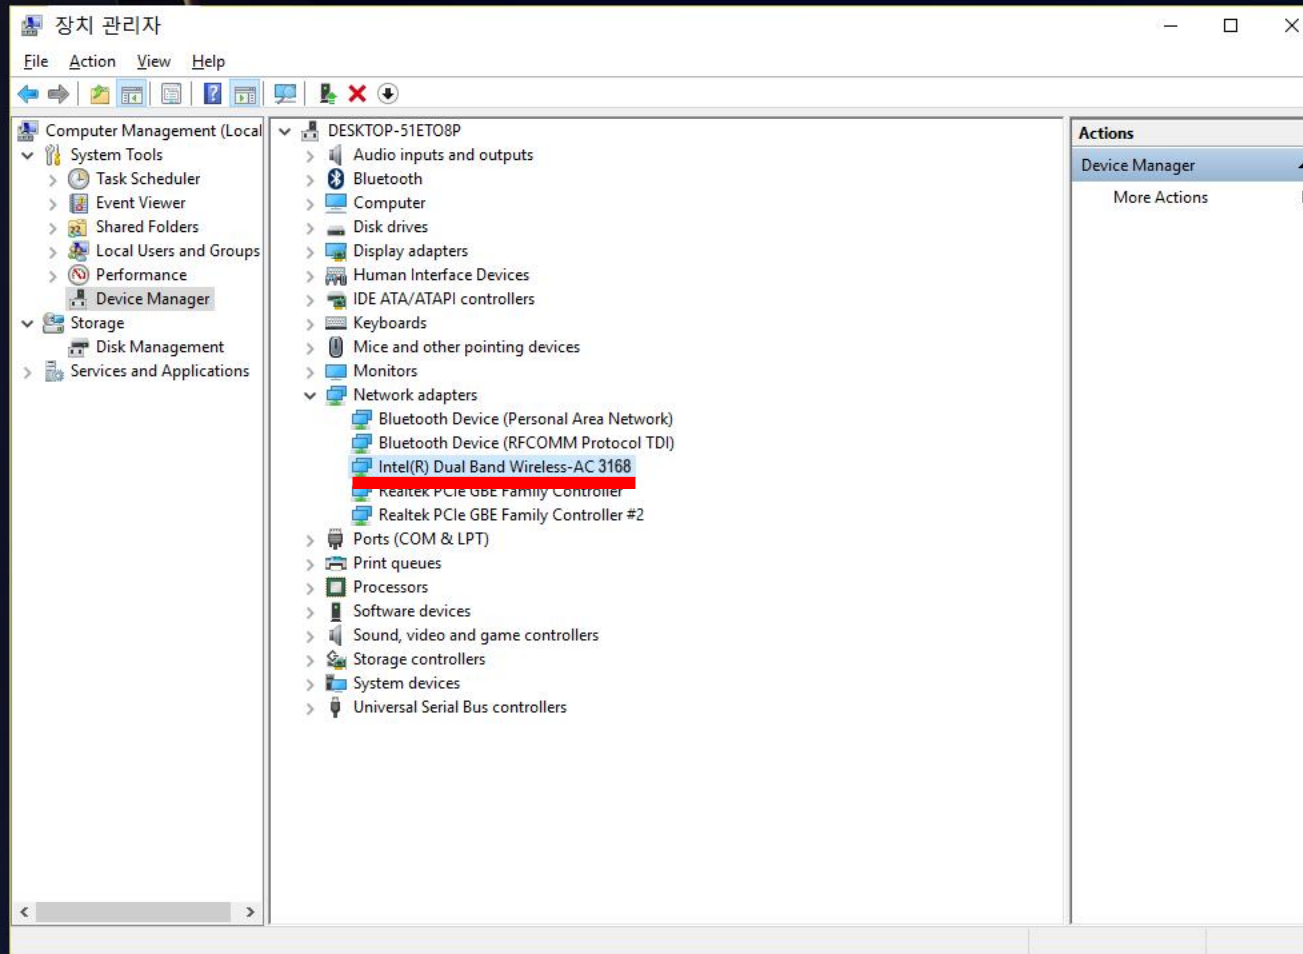 장치 관리자
File Action View Help
Computer Management (Local
System Tools
Task Scheduler
Event Viewer
Shared Folders
Local Users and Groups
Performance
Device Manager
Storage
Disk Management
Services and Applications
DESKTOP-51ETO8P
Audio inputs and outputs
Bluetooth
Computer
Disk drives
Display adapters
Human Interface Devices
IDE ATA/ATAPI controllers
Keyboards
Mice and other pointing devices
Monitors
Network adapters
Bluetooth Device (Personal Area Network)
Bluetooth Device (RFCOMM Protocol TDI)
Intel(R) Dual Band Wireless-AC 3168
Realtek PCIe GBE Family Controller
Realtek PCIe GBE Family Controller #2
Ports (COM & LPT)
Print queues
Processors
Software devices
Sound, video and game controllers
Storage controllers
System devices
Universal Serial Bus controllers
Actions
Device Manager
More Actions